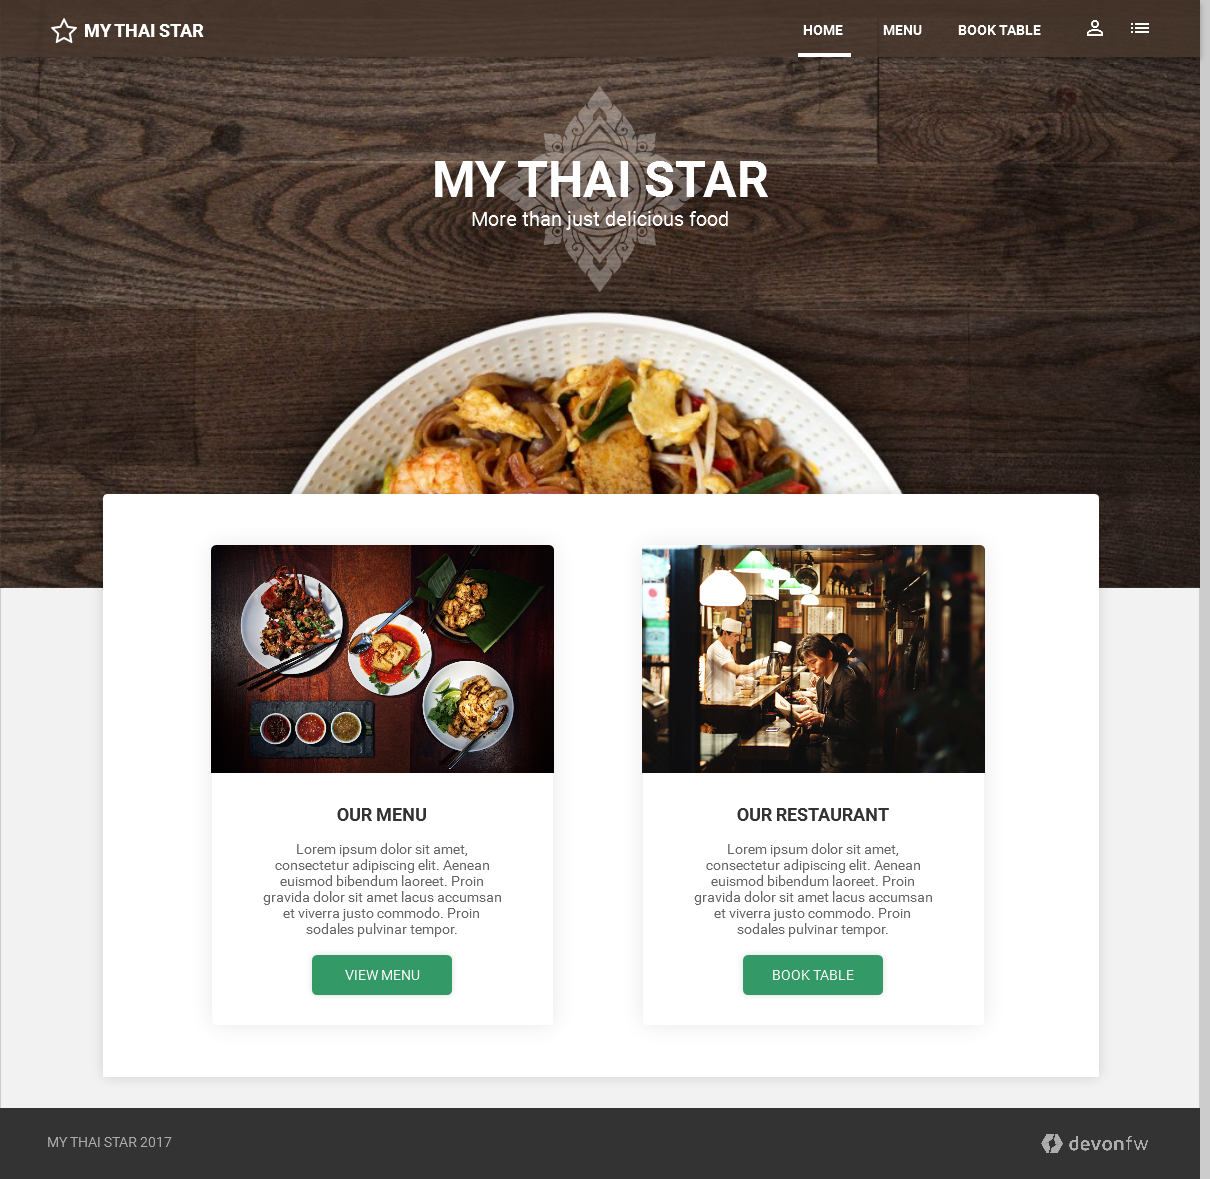 MY THAI STAR
HOME MENU BOOK TABLE
MY THAI STAR
More than just delicious food
OUR MENU
Lorem ipsum dolor sit amet,
consectetur adipiscing elit. Aenean
euismod bibendum laoreet. Proin
gravida dolor sit amet lacus accumsan
et viverra justo commodo. Proin
sodales pulvinar tempor.
VIEW MENU
OUR RESTAURANT
Lorem ipsum dolor sit amet,
consectetur adipiscing elit. Aenean
euismod bibendum laoreet. Proin
gravida dolor sit amet lacus accumsan
et viverra justo commodo. Proin
sodales pulvinar tempor.
BOOK TABLE
MY THAI STAR 2017
devonfw